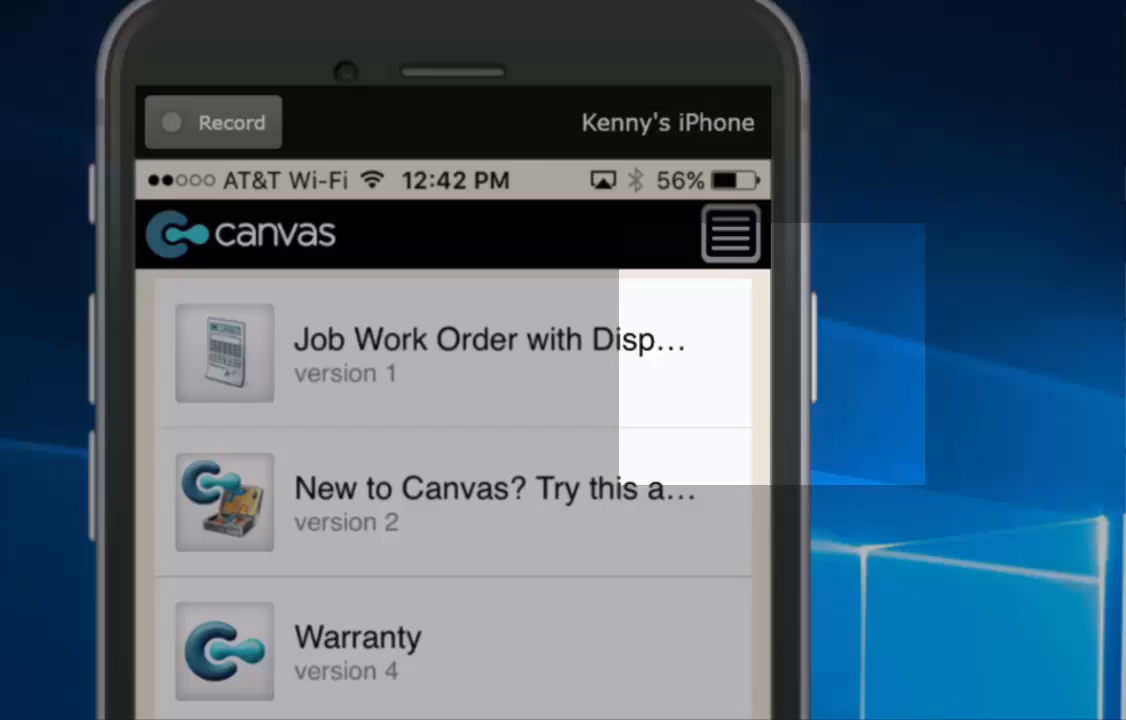 Record
Kenny's iPhone
AT&T Wi-Fi 12:42 PM 56%
canvas
Job Work Order with Disp...
version 1
New to Canvas? Try this a...
version 2
Warranty
version 4